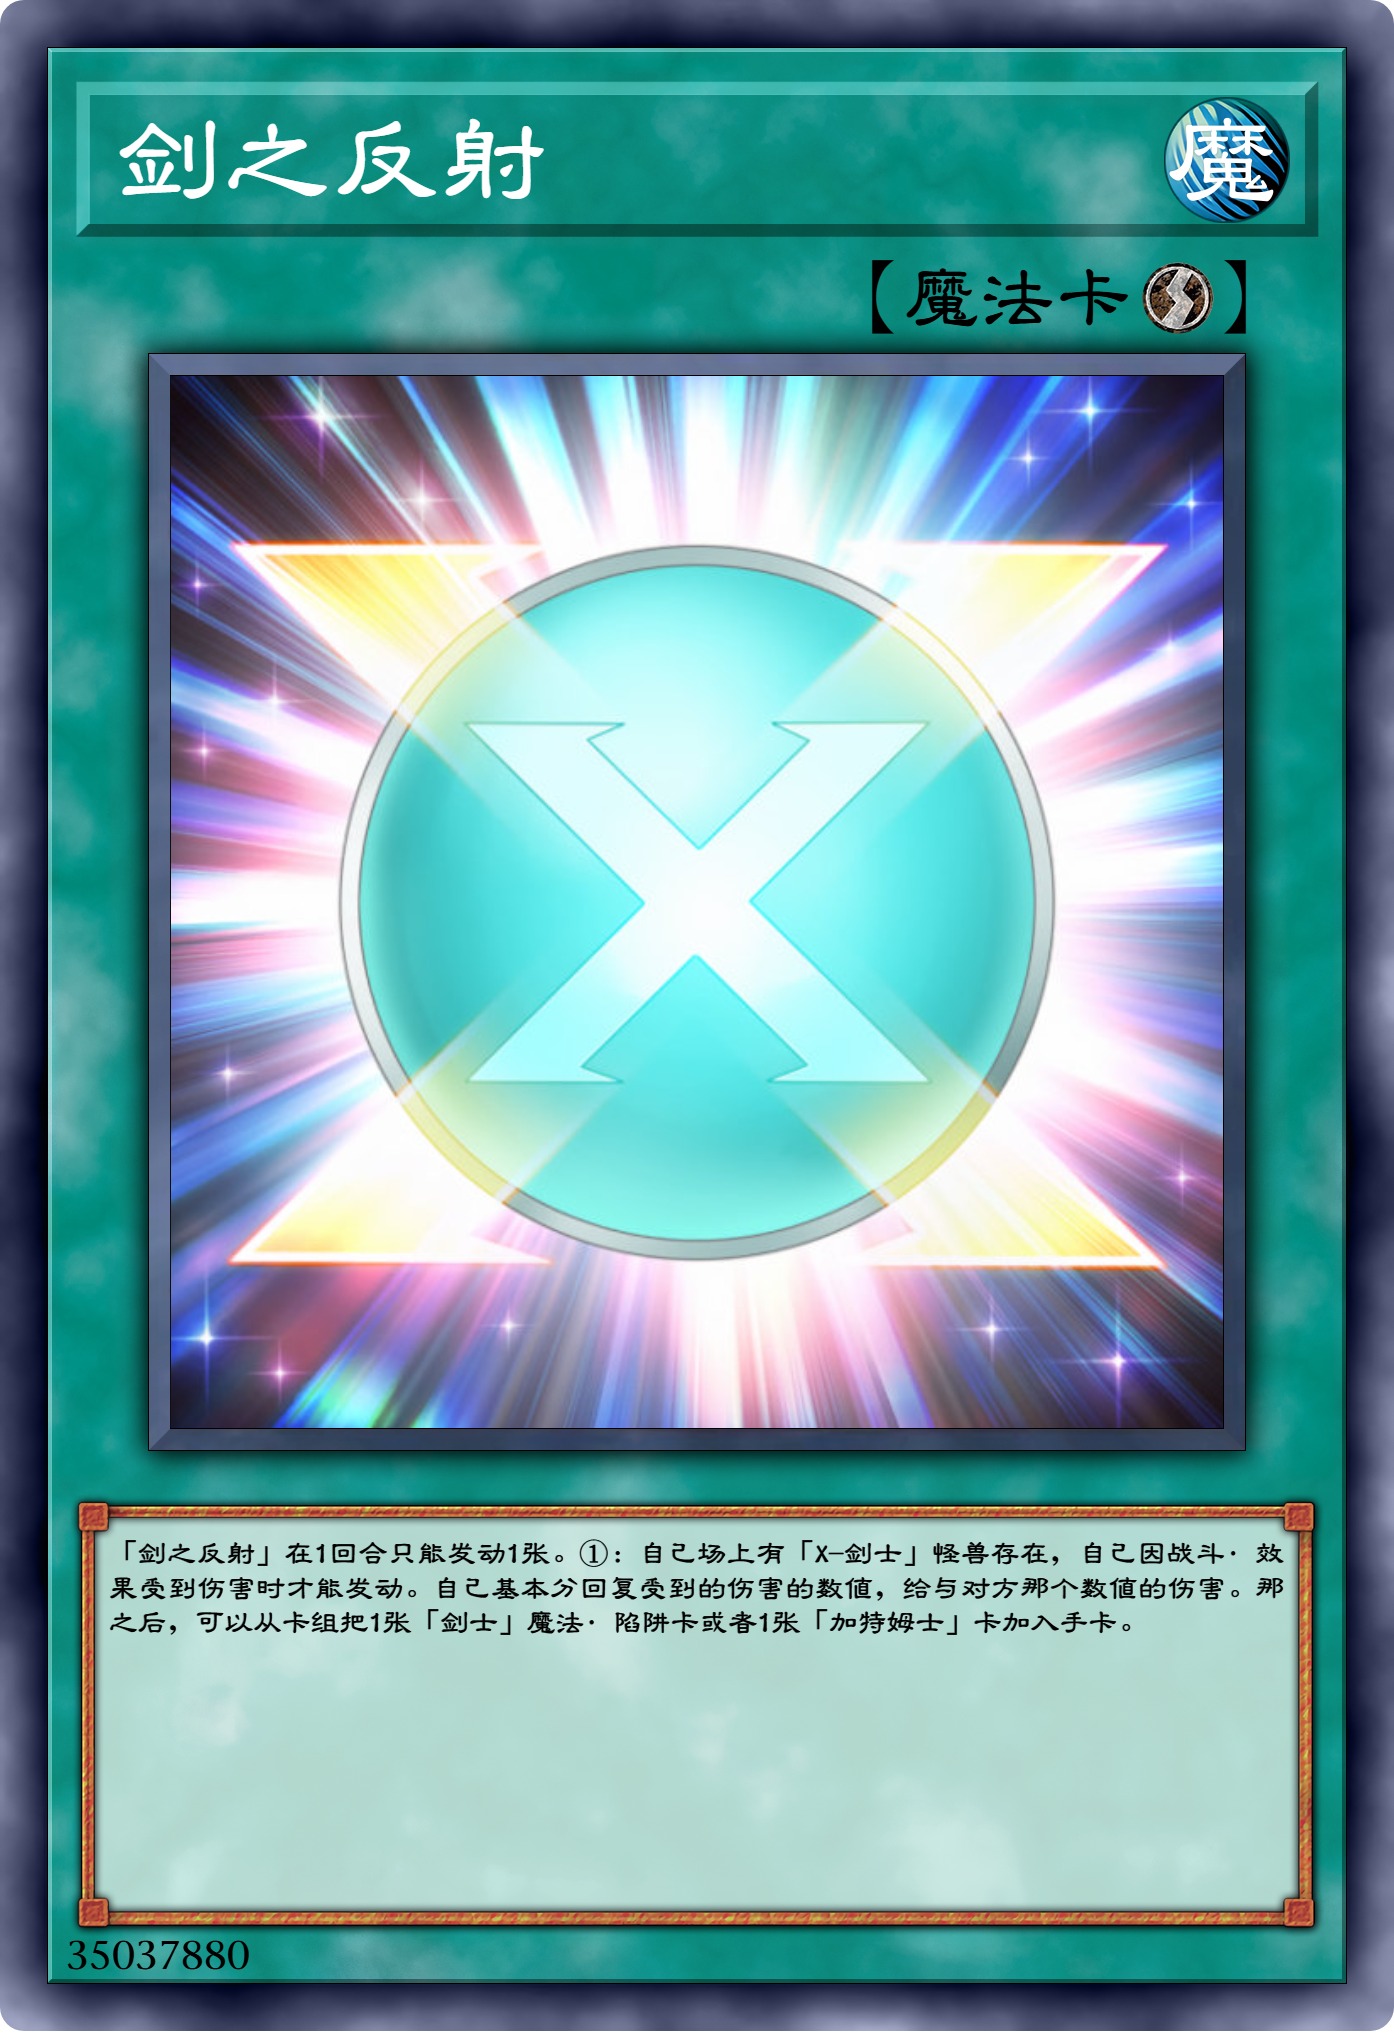 剑之反射
魔
【魔法卡】
「剑之反射」在1回合只能发动1张。①：自己场上有「X-剑士」怪兽存在，自己因战斗·效
果受到伤害时才能发动。自己基本分回复受到的伤害的数值，给与对方那个数值的伤害。那
之后，可以从卡组把1张「剑士」魔法·陷阱卡或者1张「加特姆士」卡加入手卡。
35037880